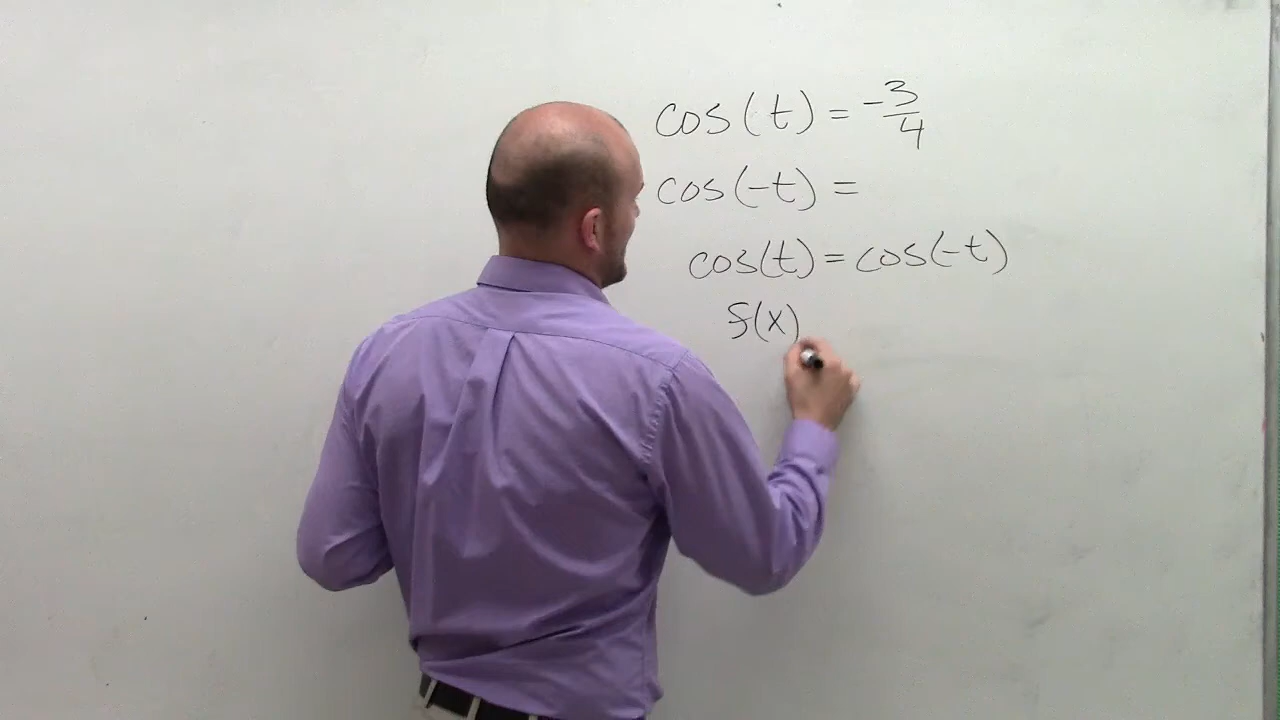 cos(t) = -3/4
cos(-t) =
cos(t) = cos(-t)
f(x)